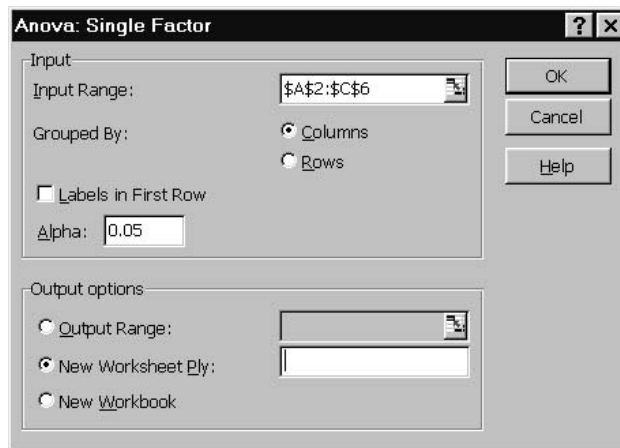 Anova: Single Factor
Input
Input Range: $A$2:$C$6
Grouped By: Columns
Rows
Labels in First Row
Alpha: 0.05
OK
Cancel
Help
Output options
Output Range:
New Worksheet Ply:
New Workbook